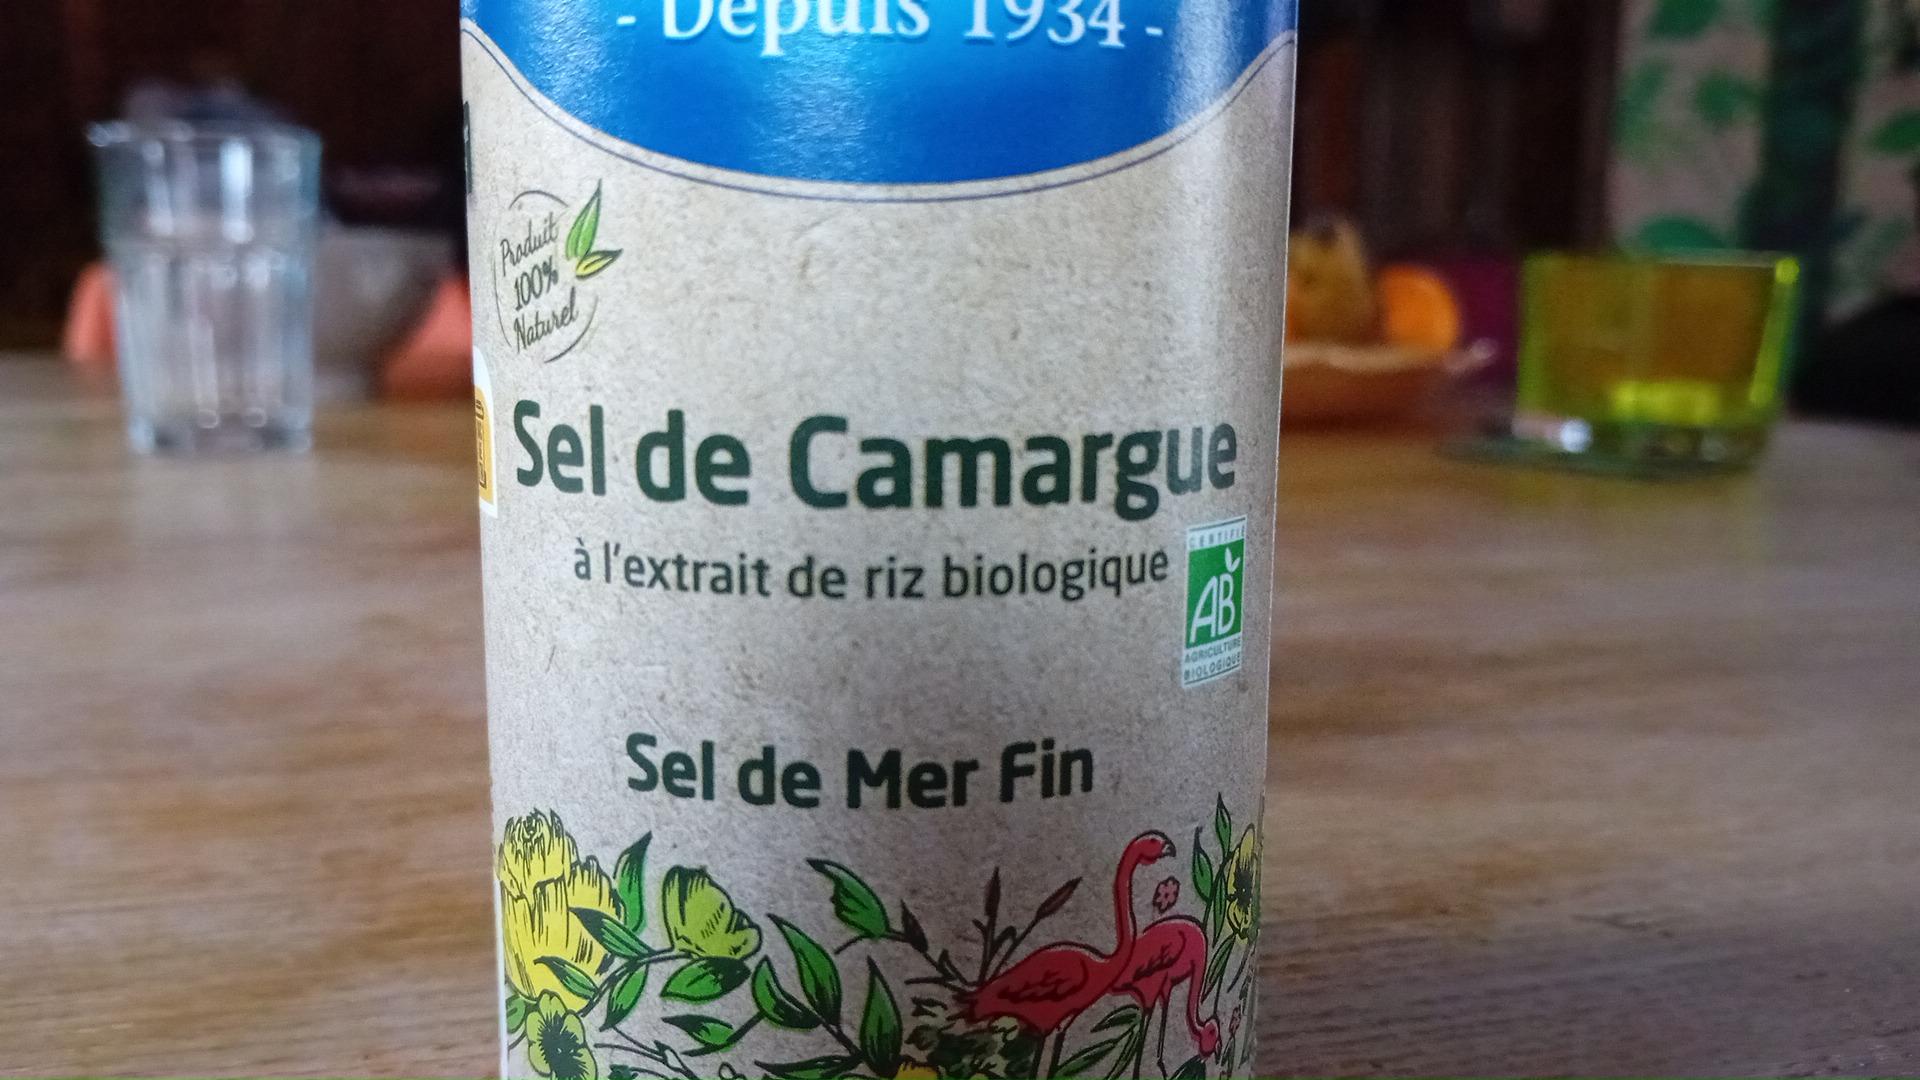 - Depuis 1934 -
Produit
100%
Naturel
Sel de Camargue
à l'extrait de riz biologique
CERTIFIÉ
AB
AGRICULTURE
BIOLOGIQUE
Sel de Mer Fin